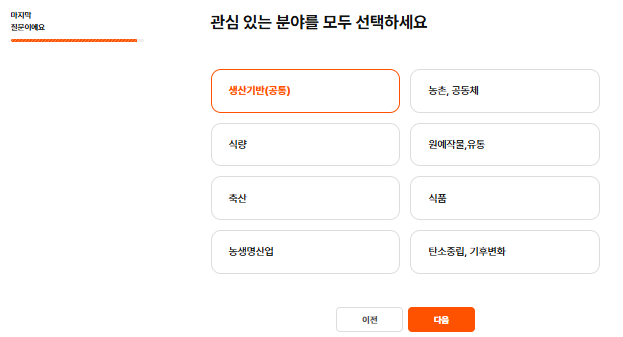 마지막
질문이에요
관심 있는 분야를 모두 선택하세요
생산기반(공통)
농촌, 공동체
식량
원예작물,유통
축산
식품
농생명산업
탄소중립, 기후변화
이전
다음